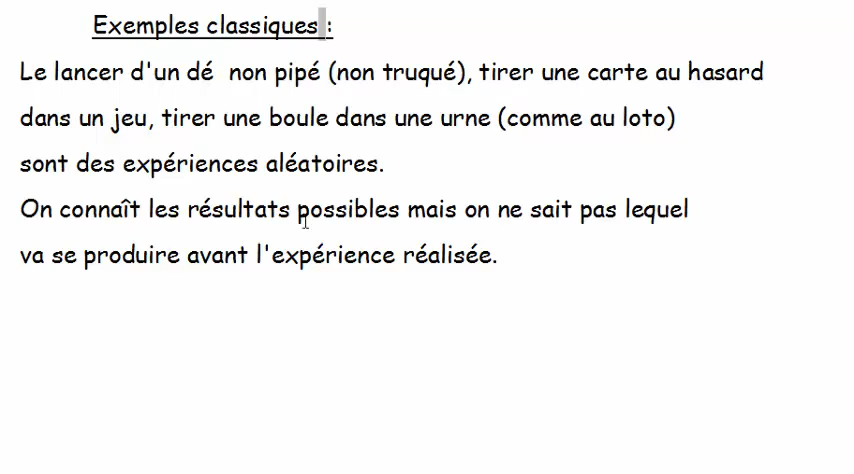 Exemples classiques :
Le lancer d'un dé  non pipé (non truqué), tirer une carte au hasard
dans un jeu, tirer une boule dans une urne (comme au loto)
sont des expériences aléatoires.
On connaît les résultats possibles mais on ne sait pas lequel
va se produire avant l'expérience réalisée.